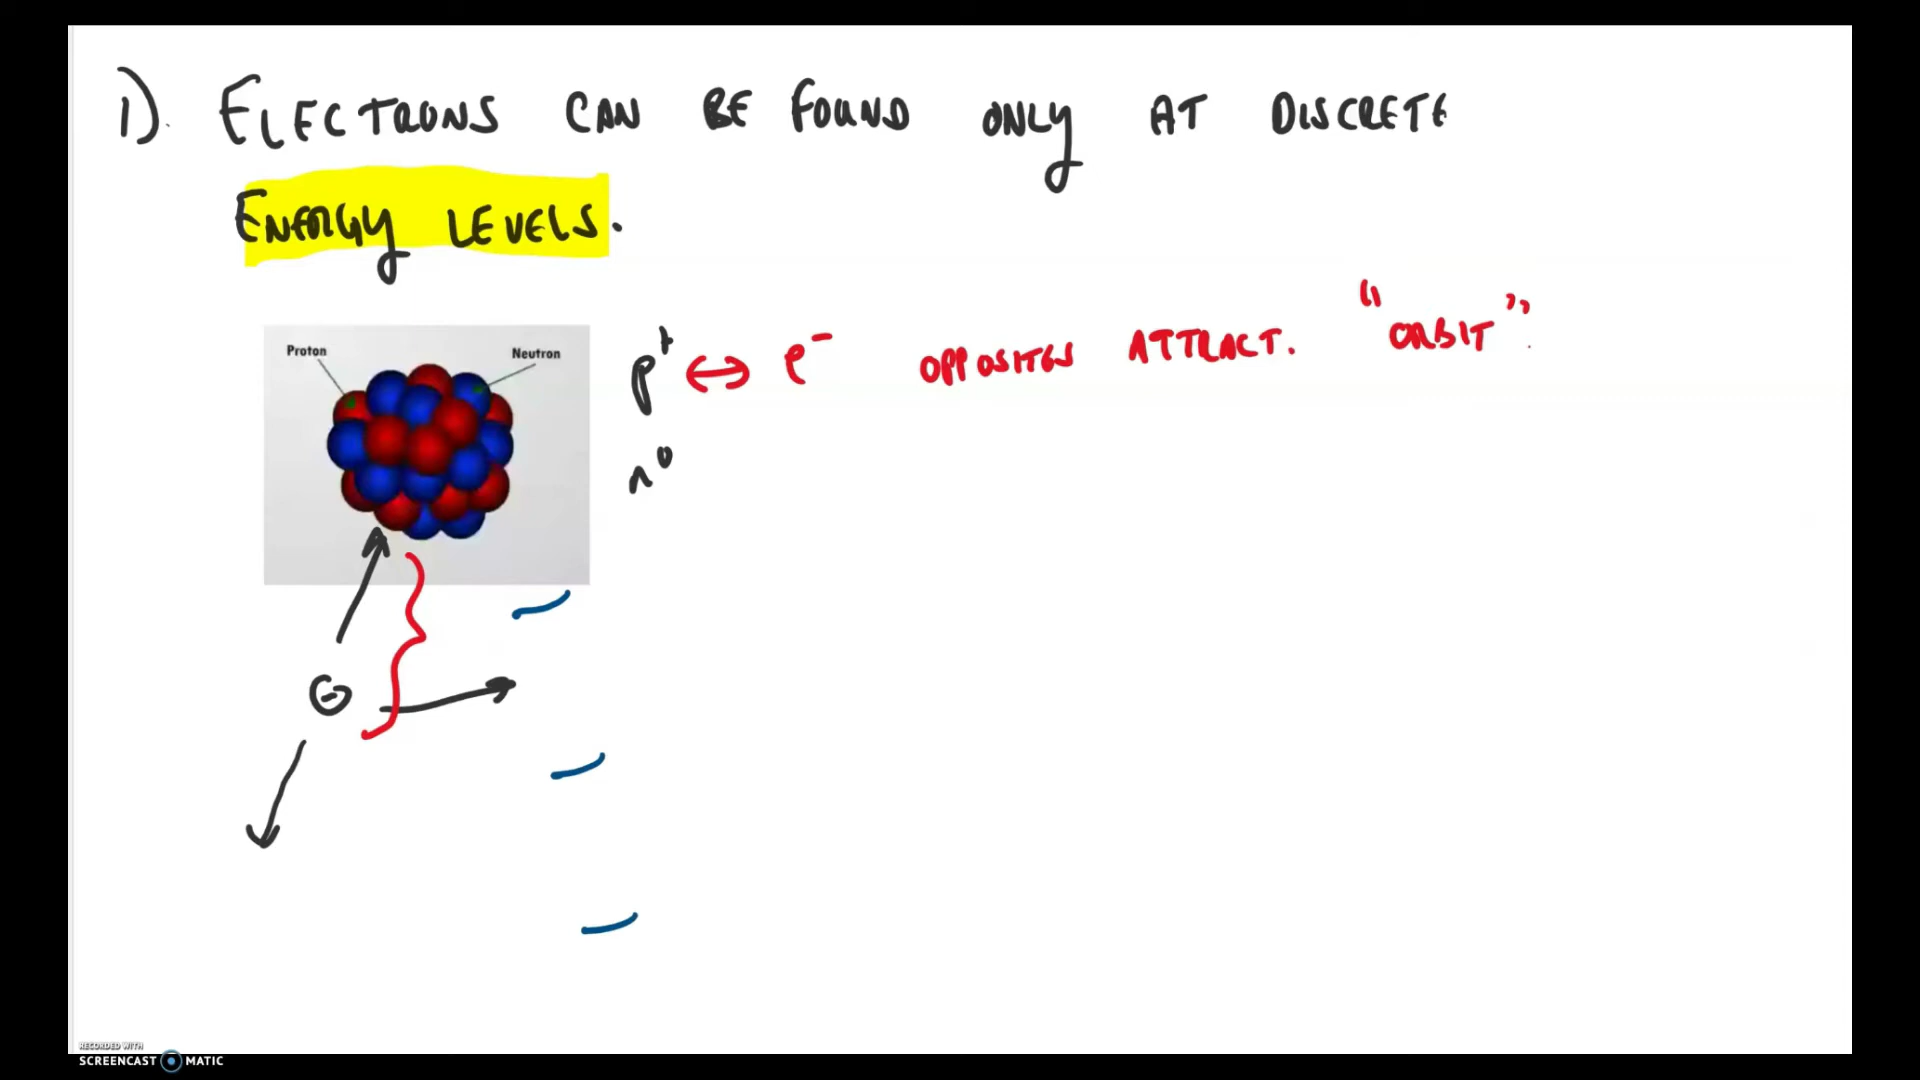 1). ELECTRONS CAN BE FOUND ONLY AT DISCRETE
ENERGY LEVELS.
Proton
Neutron
p+ ↔ e− OPPOSITES ATTRACT. "ORBIT".
n0
−
RECORDED WITH
SCREENCAST MATIC